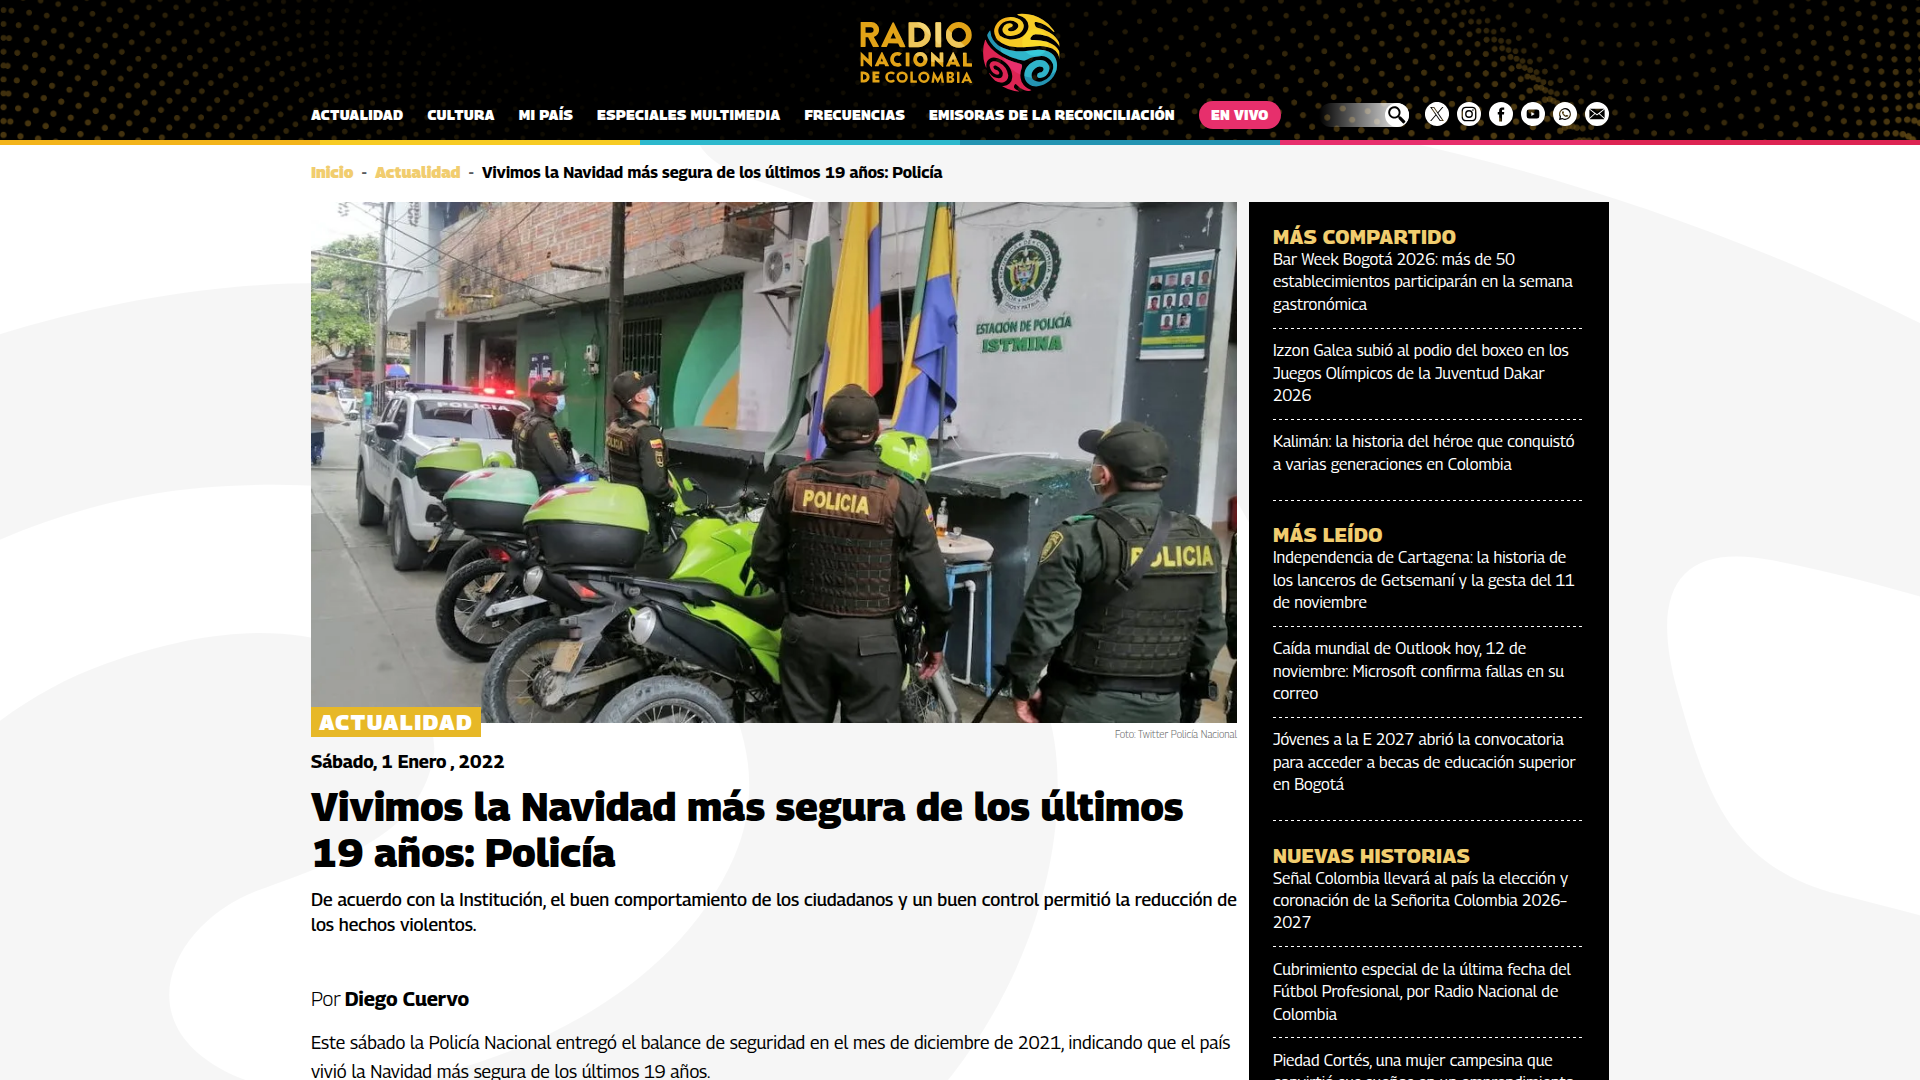 RADIO
NACIONAL
DE COLOMBIA
ACTUALIDAD CULTURA MI PAÍS ESPECIALES MULTIMEDIA FRECUENCIAS EMISORAS DE LA RECONCILIACIÓN EN VIVO
Inicio - Actualidad - Vivimos la Navidad más segura de los últimos 19 años: Policía
ESTACIÓN DE POLICÍA
ISTMINA
POLICIA
POLICIA
POLICIA
ACTUALIDAD
Foto: Twitter Policía Nacional
Sábado, 1 Enero , 2022
Vivimos la Navidad más segura de los últimos
19 años: Policía
De acuerdo con la Institución, el buen comportamiento de los ciudadanos y un buen control permitió la reducción de
los hechos violentos.
Por Diego Cuervo
Este sábado la Policía Nacional entregó el balance de seguridad en el mes de diciembre de 2021, indicando que el país
vivió la Navidad más segura de los últimos 19 años.
MÁS COMPARTIDO
Bar Week Bogotá 2026: más de 50
establecimientos participarán en la semana
gastronómica
Izzon Galea subió al podio del boxeo en los
Juegos Olímpicos de la Juventud Dakar
2026
Kalimán: la historia del héroe que conquistó
a varias generaciones en Colombia
MÁS LEÍDO
Independencia de Cartagena: la historia de
los lanceros de Getsemaní y la gesta del 11
de noviembre
Caída mundial de Outlook hoy, 12 de
noviembre: Microsoft confirma fallas en su
correo
Jóvenes a la E 2027 abrió la convocatoria
para acceder a becas de educación superior
en Bogotá
NUEVAS HISTORIAS
Señal Colombia llevará al país la elección y
coronación de la Señorita Colombia 2026-
2027
Cubrimiento especial de la última fecha del
Fútbol Profesional, por Radio Nacional de
Colombia
Piedad Cortés, una mujer campesina que
convirtió sus sueños en un emprendimiento